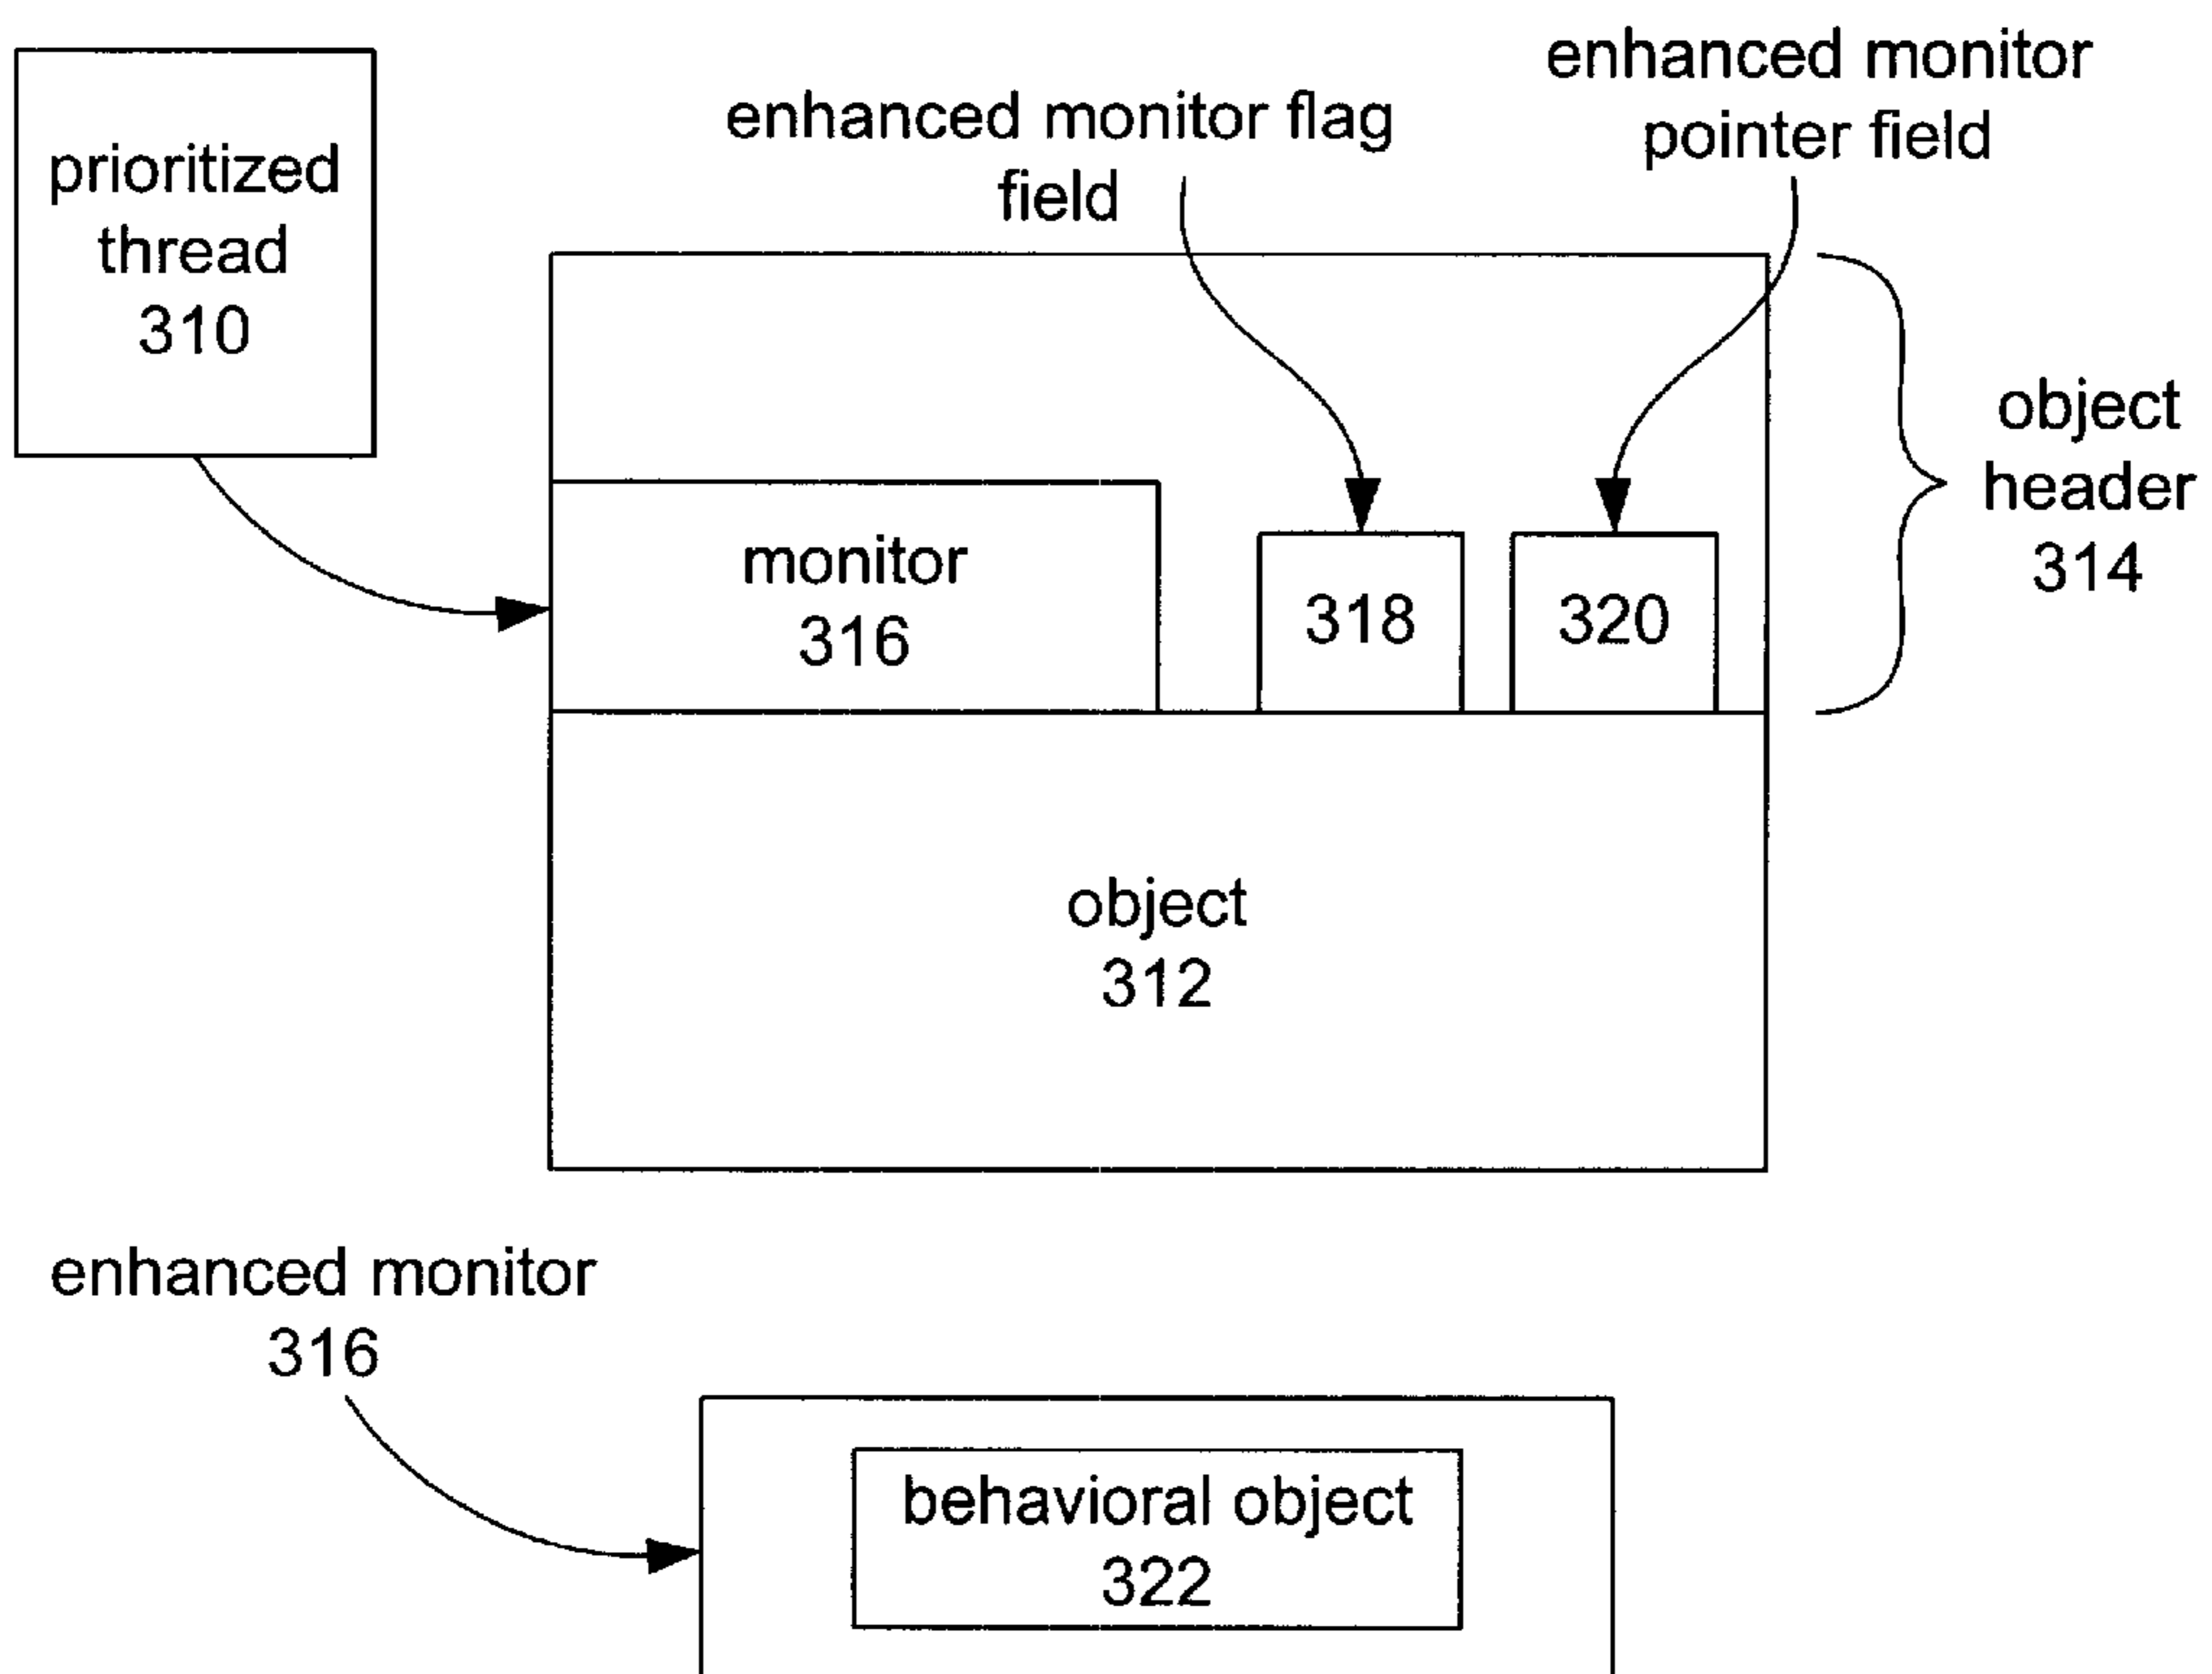 prioritized
thread
310
enhanced monitor flag
field
enhanced monitor
pointer field
object
header
314
monitor
316
318
320
object
312
enhanced monitor
316
behavioral object
322